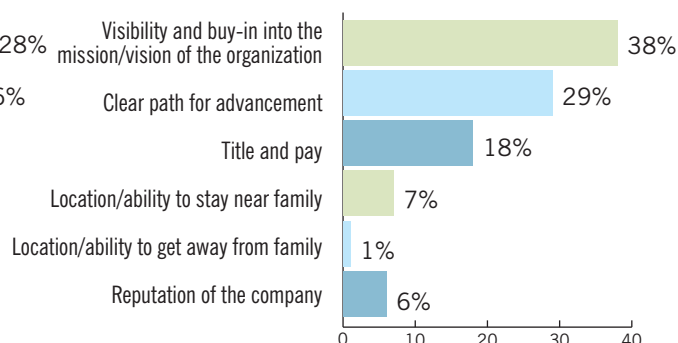 28%
Visibility and buy-in into the
mission/vision of the organization
38%
Clear path for advancement
29%
Title and pay
18%
Location/ability to stay near family
7%
Location/ability to get away from family
1%
Reputation of the company
6%
0 10 20 30 40